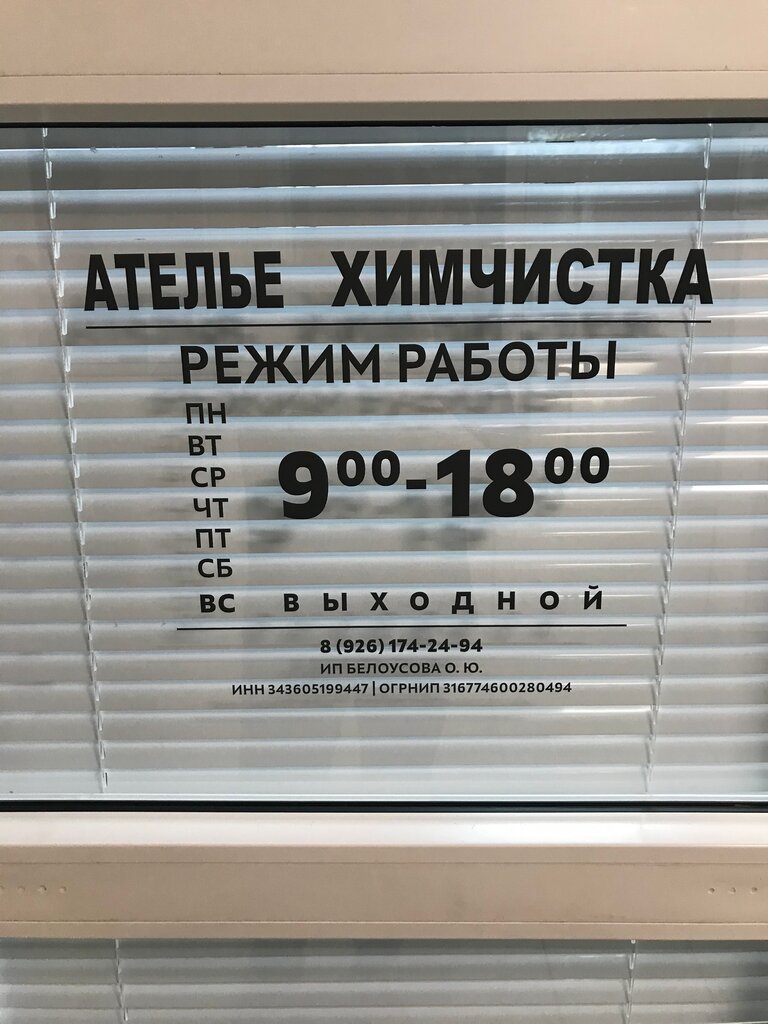 АТЕЛЬЕ ХИМЧИСТКА
РЕЖИМ РАБОТЫ
ПН
ВТ
СР
9⁰⁰-18⁰⁰
ЧТ
ПТ
СБ
ВС ВЫХОДНОЙ
8 (926) 174-24-94
ИП БЕЛОУСОВА О. Ю.
ИНН 343605199447 | ОГРНИП 316774600280494